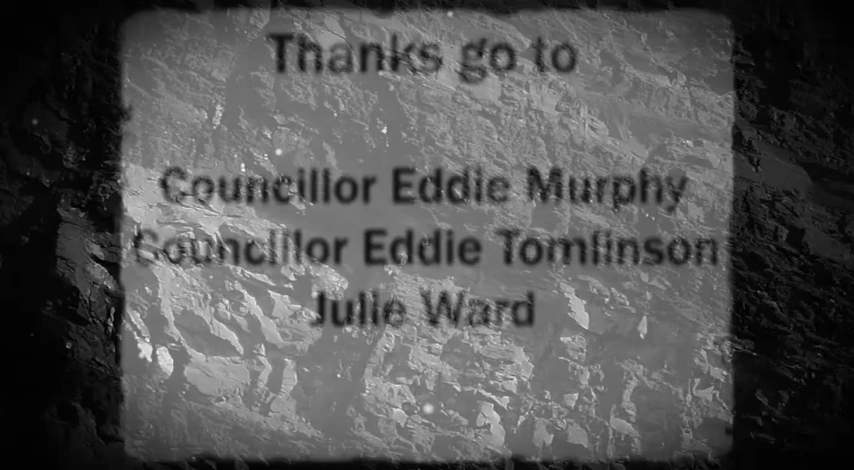 Thanks go to
Councillor Eddie Murphy
Councillor Eddie Tomlinson
Julie Ward